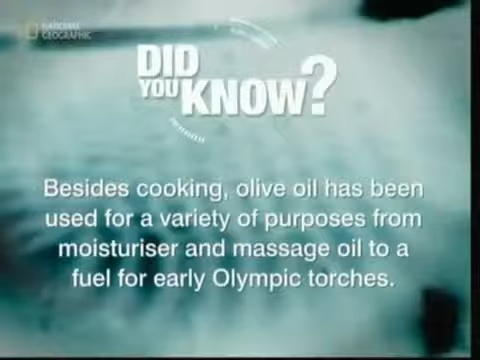 NATIONAL
GEOGRAPHIC
DID
YOU KNOW?
Besides cooking, olive oil has been
used for a variety of purposes from
moisturiser and massage oil to a
fuel for early Olympic torches.